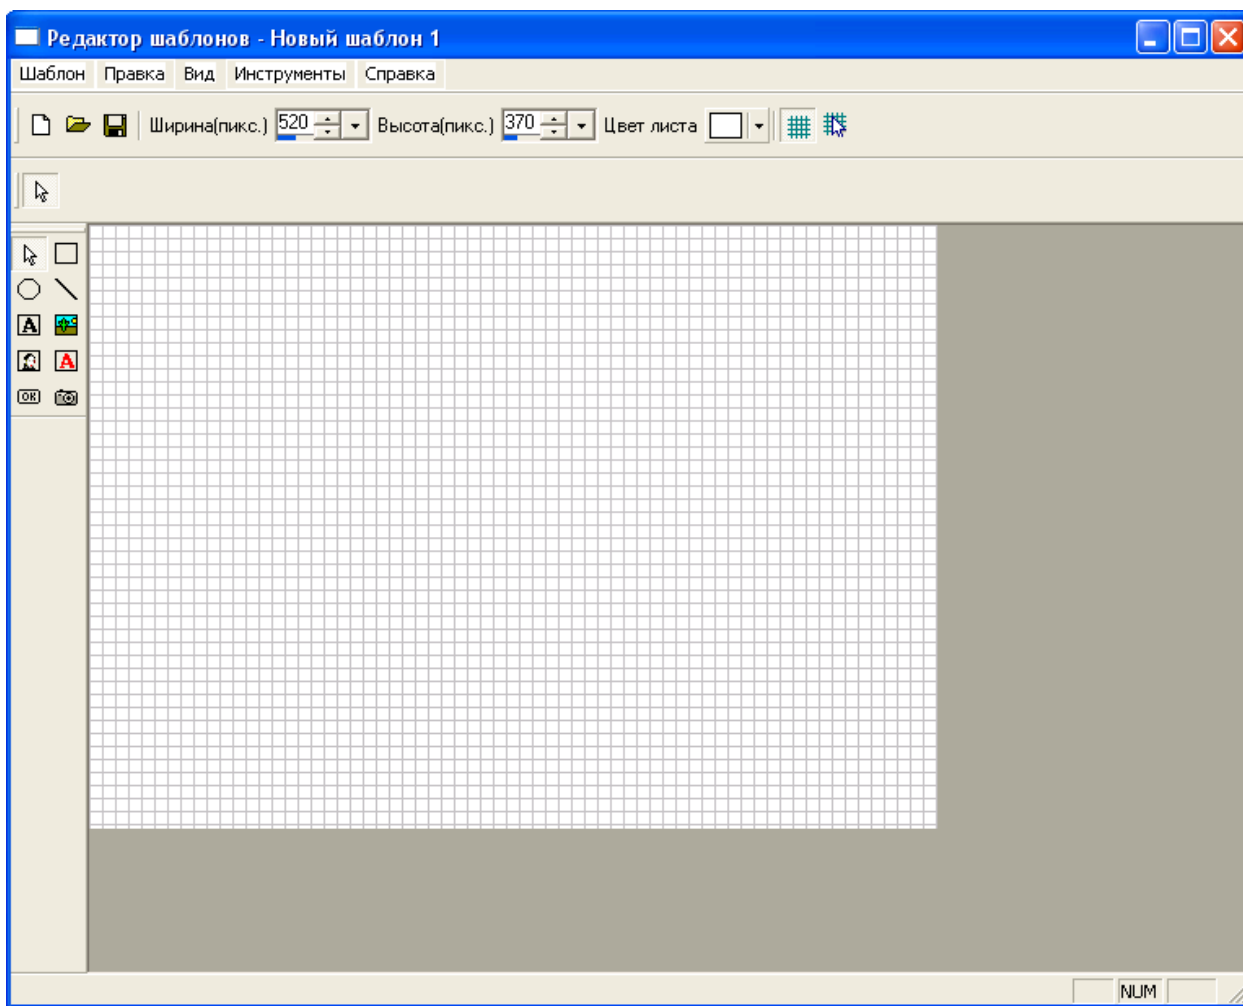 Редактор шаблонов - Новый шаблон 1
Шаблон Правка Вид Инструменты Справка
Ширина(пикс.) 520 Высота(пикс.) 370 Цвет листа
A
A
OK
NUM